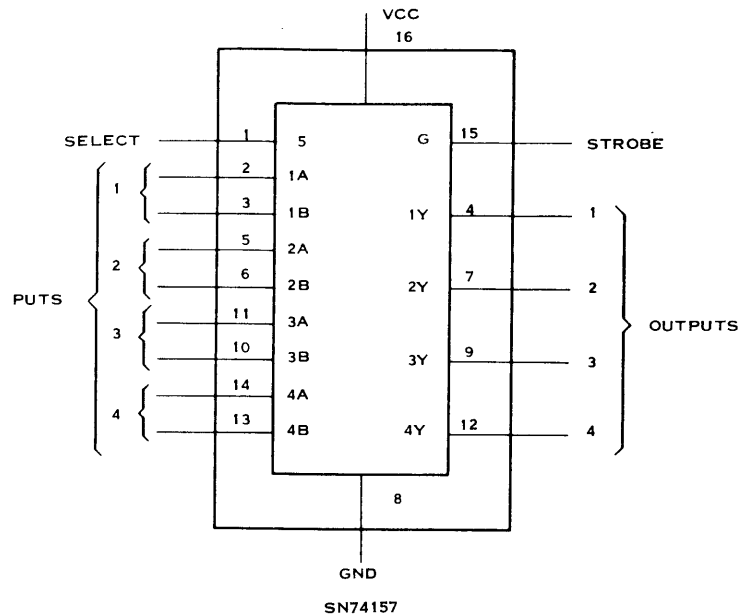 VCC
16
SELECT 1 5 G 15 STROBE
2 1A
1
3 1B 1Y 4 1
5 2A
2
6 2B 2Y 7 2
PUTS OUTPUTS
11 3A
3
10 3B 3Y 9 3
14 4A
4
13 4B 4Y 12 4
8
GND
SN74157